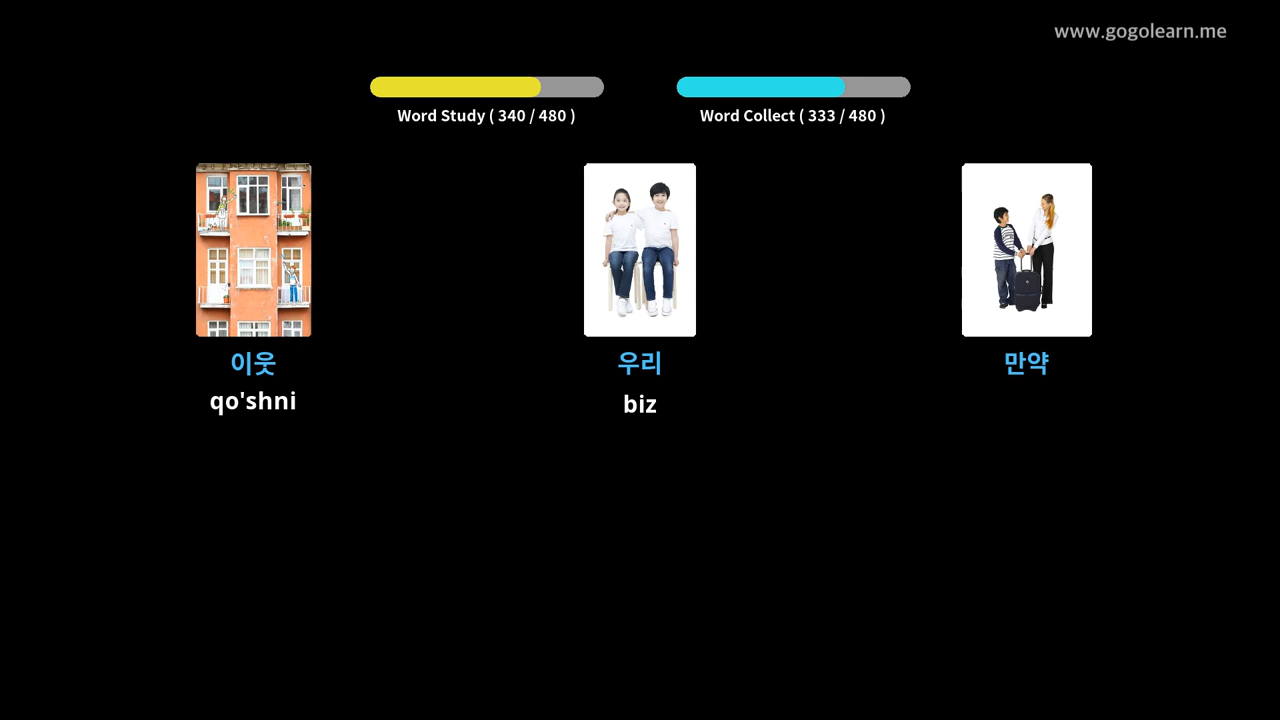 www.gogolearn.me
Word Study ( 340 / 480 )
Word Collect ( 333 / 480 )
이웃
qo'shni
우리
biz
만약